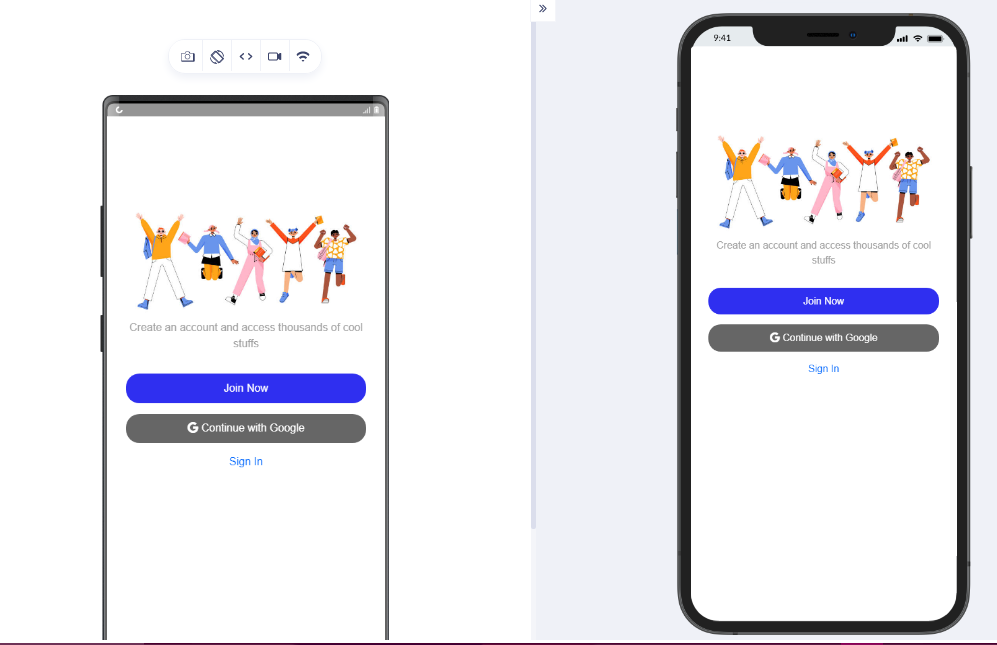 Create an account and access thousands of cool
stuffs
Join Now
Continue with Google
Sign In
9:41
Create an account and access thousands of cool
stuffs
Join Now
Continue with Google
Sign In